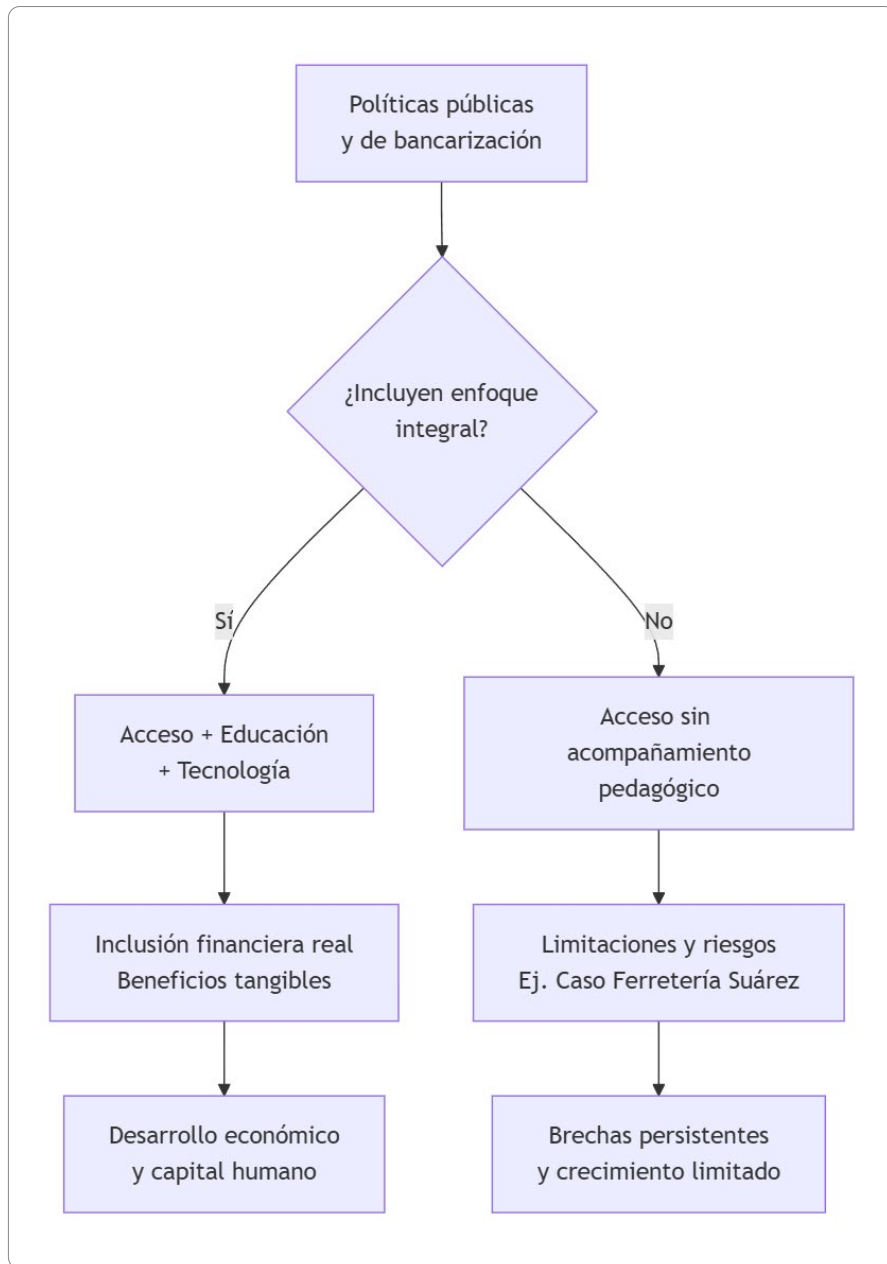 Políticas públicas
y de bancarización
¿Incluyen enfoque
integral?
Sí
No
Acceso + Educación
+ Tecnología
Acceso sin
acompañamiento
pedagógico
Inclusión financiera real
Beneficios tangibles
Limitaciones y riesgos
Ej. Caso Ferretería Suárez
Desarrollo económico
y capital humano
Brechas persistentes
y crecimiento limitado